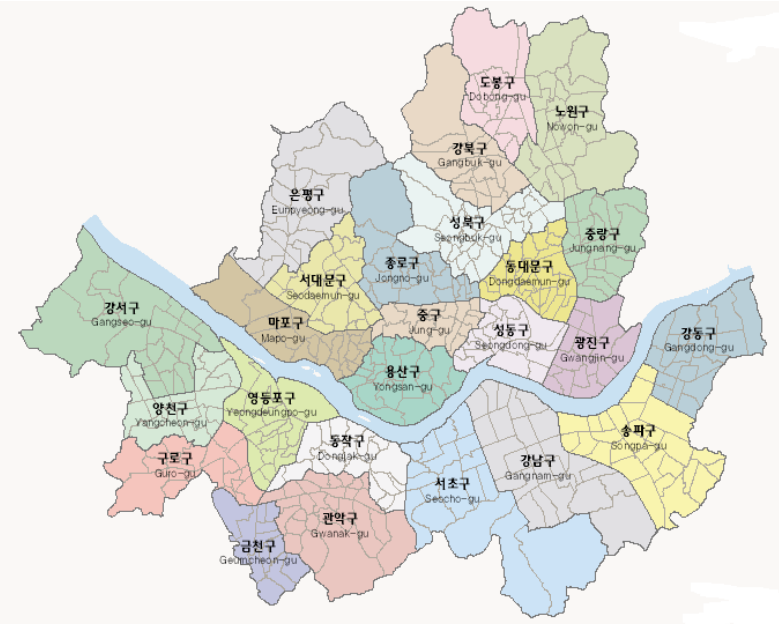 도봉구
Dobong-gu
노원구
Nowon-gu
강북구
Gangbuk-gu
은평구
Eunpyeong-gu
성북구
Seongbuk-gu
중랑구
Jungnang-gu
종로구
Jongno-gu
동대문구
Dongdaemun-gu
서대문구
Seodaemun-gu
강서구
Gangseo-gu
마포구
Mapo-gu
중구
Jung-gu
성동구
Seongdong-gu
광진구
Gwangjin-gu
강동구
Gangdong-gu
용산구
Yongsan-gu
양천구
Yangcheon-gu
영등포구
Yeongdeungpo-gu
동작구
Dongjak-gu
송파구
Songpa-gu
구로구
Guro-gu
강남구
Gangnam-gu
서초구
Seocho-gu
관악구
Gwanak-gu
금천구
Geumcheon-gu